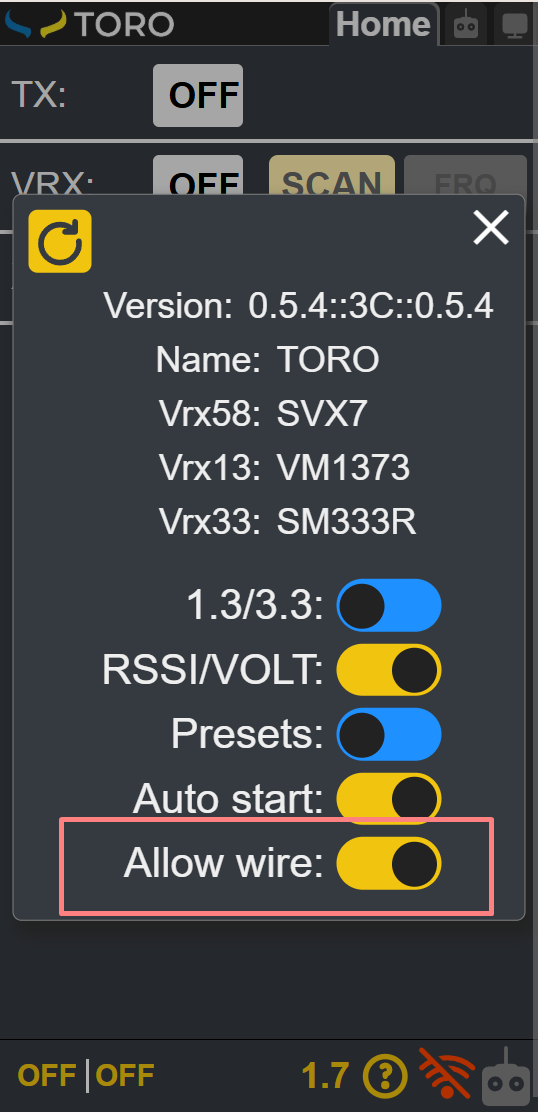 TORO Home
TX: OFF
VRX: OFF SCAN FRQ
Version: 0.5.4::3C::0.5.4
Name: TORO
Vrx58: SVX7
Vrx13: VM1373
Vrx33: SM333R
1.3/3.3:
RSSI/VOLT:
Presets:
Auto start:
Allow wire:
OFF|OFF 1.7 ?